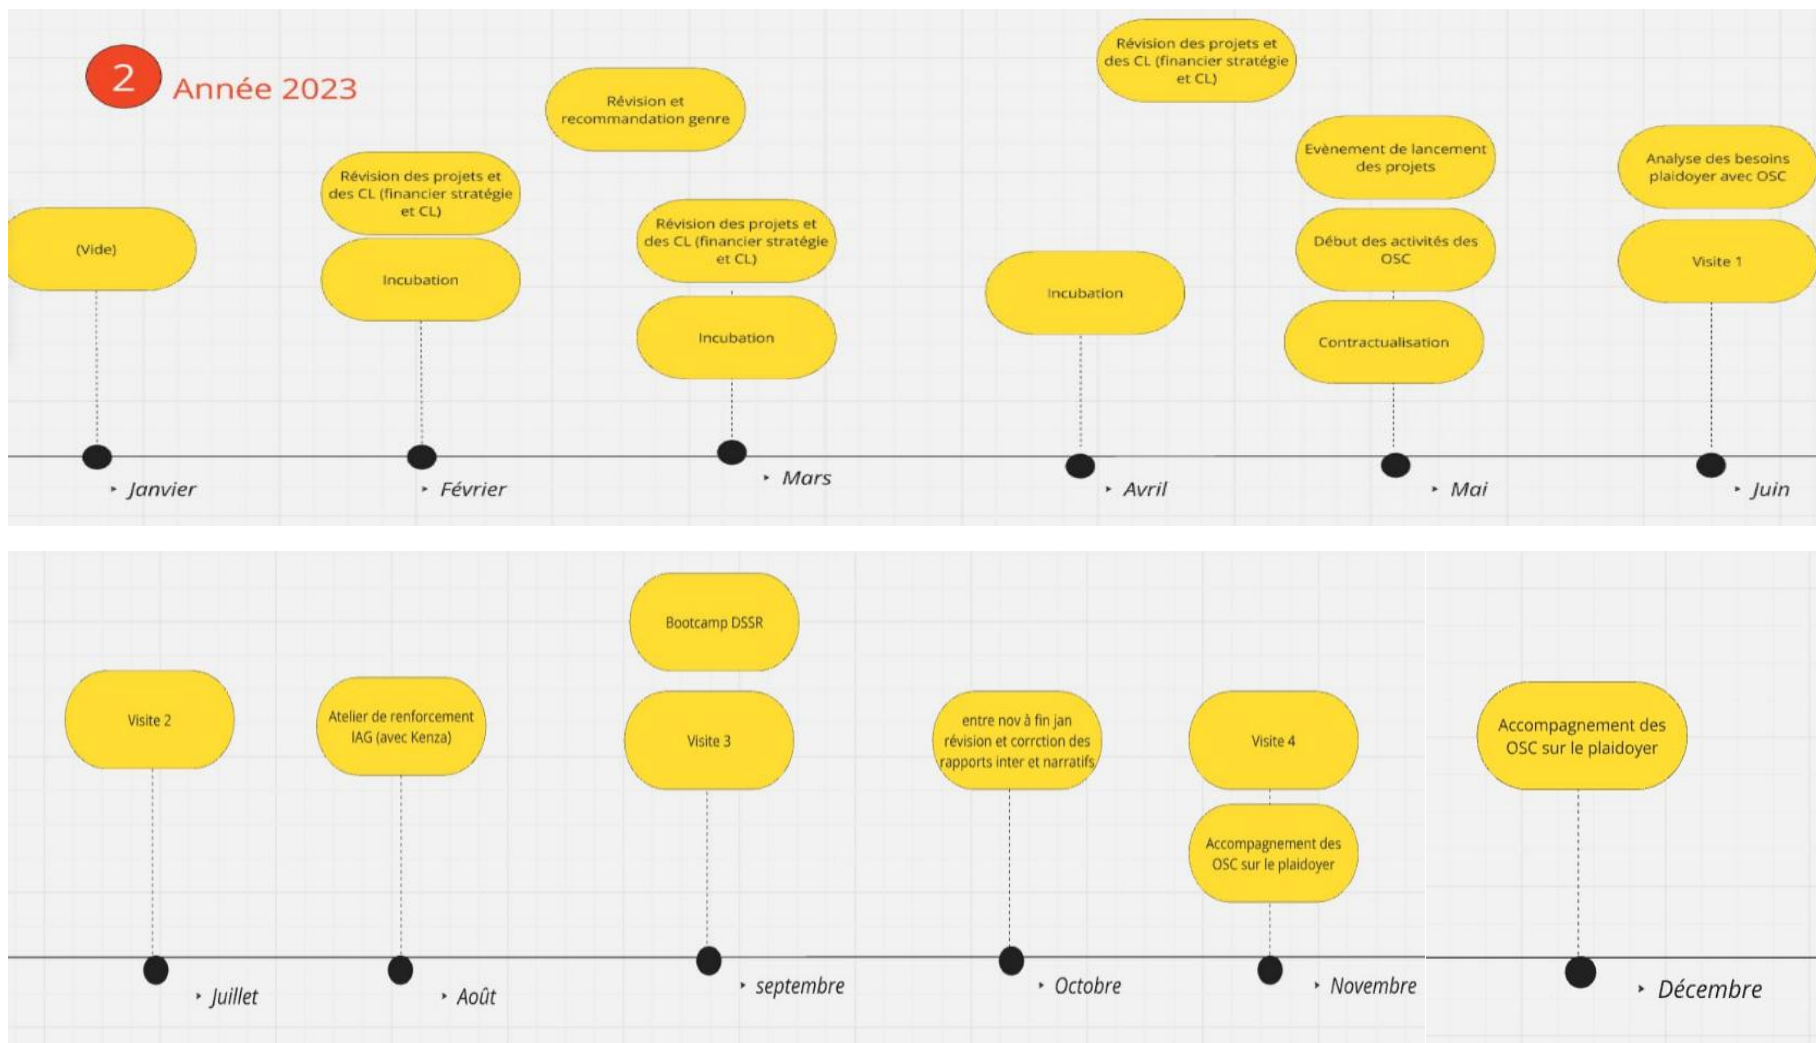 2
Année 2023
(Vide)
Janvier
Révision des projets et
des CL (financier stratégie
et CL)
Incubation
Février
Révision et
recommandation genre
Révision des projets et
des CL (financier stratégie
et CL)
Incubation
Mars
Révision des projets et
des CL (financier stratégie
et CL)
Incubation
Avril
Evènement de lancement
des projets
Début des activités des
OSC
Contractualisation
Mai
Analyse des besoins
plaidoyer avec OSC
Visite 1
Juin
Visite 2
Juillet
Atelier de renforcement
IAG (avec Kenza)
Août
Bootcamp DSSR
Visite 3
septembre
entre nov à fin jan
révision et corrction des
rapports inter et narratifs
Octobre
Visite 4
Accompagnement des
OSC sur le plaidoyer
Novembre
Accompagnement des
OSC sur le plaidoyer
Décembre